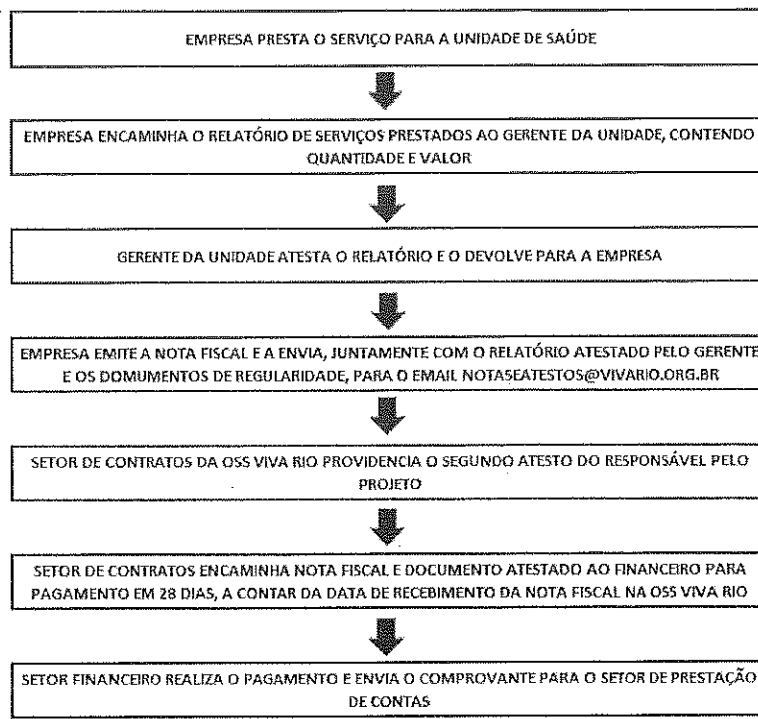 EMPRESA PRESTA O SERVIÇO PARA A UNIDADE DE SAÚDE
EMPRESA ENCAMINHA O RELATÓRIO DE SERVIÇOS PRESTADOS AO GERENTE DA UNIDADE, CONTENDO
QUANTIDADE E VALOR
GERENTE DA UNIDADE ATESTA O RELATÓRIO E O DEVOLVE PARA A EMPRESA
EMPRESA EMITE A NOTA FISCAL E A ENVIA, JUNTAMENTE COM O RELATÓRIO ATESTADO PELO GERENTE
E OS DOMUMENTOS DE REGULARIDADE, PARA O EMAIL NOTASEATESTOS@VIVARIO.ORG.BR
SETOR DE CONTRATOS DA OSS VIVA RIO PROVIDENCIA O SEGUNDO ATESTO DO RESPONSÁVEL PELO
PROJETO
SETOR DE CONTRATOS ENCAMINHA NOTA FISCAL E DOCUMENTO ATESTADO AO FINANCEIRO PARA
PAGAMENTO EM 28 DIAS, A CONTAR DA DATA DE RECEBIMENTO DA NOTA FISCAL NA OSS VIVA RIO
SETOR FINANCEIRO REALIZA O PAGAMENTO E ENVIA O COMPROVANTE PARA O SETOR DE PRESTAÇÃO
DE CONTAS